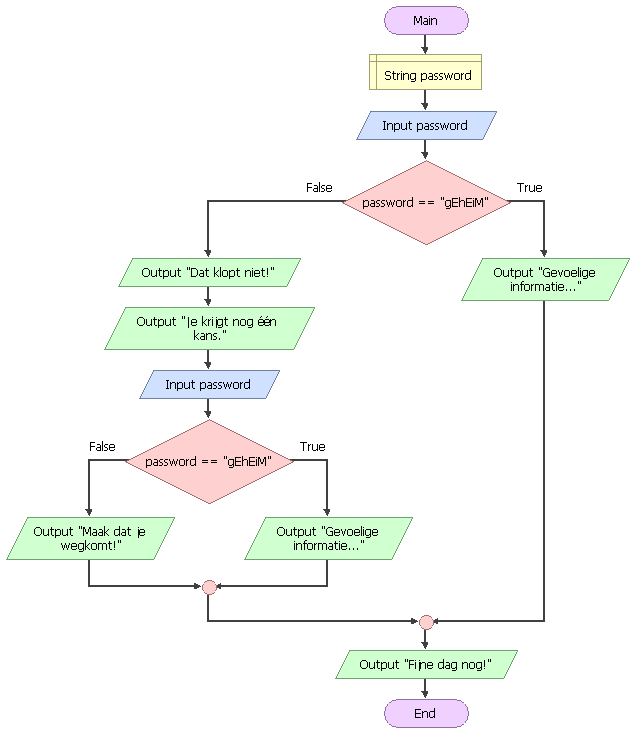 Main
String password
Input password
False
True
password == "gEhEiM"
Output "Dat klopt niet!"
Output "Gevoelige
informatie..."
Output "Je krijgt nog één
kans."
Input password
False
True
password == "gEhEiM"
Output "Maak dat je
wegkomt!"
Output "Gevoelige
informatie..."
Output "Fijne dag nog!"
End